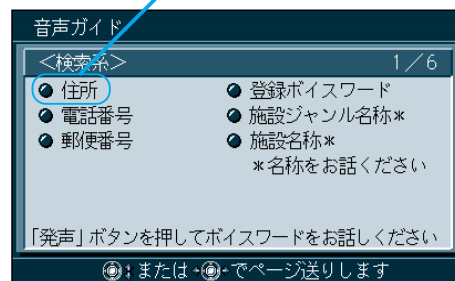 音声ガイド
＜検索系＞ 1／6
住所 登録ボイスワード
電話番号 施設ジャンル名称＊
郵便番号 施設名称＊
＊名称をお話ください
「発声」ボタンを押してボイスワードをお話しください
または でページ送りします